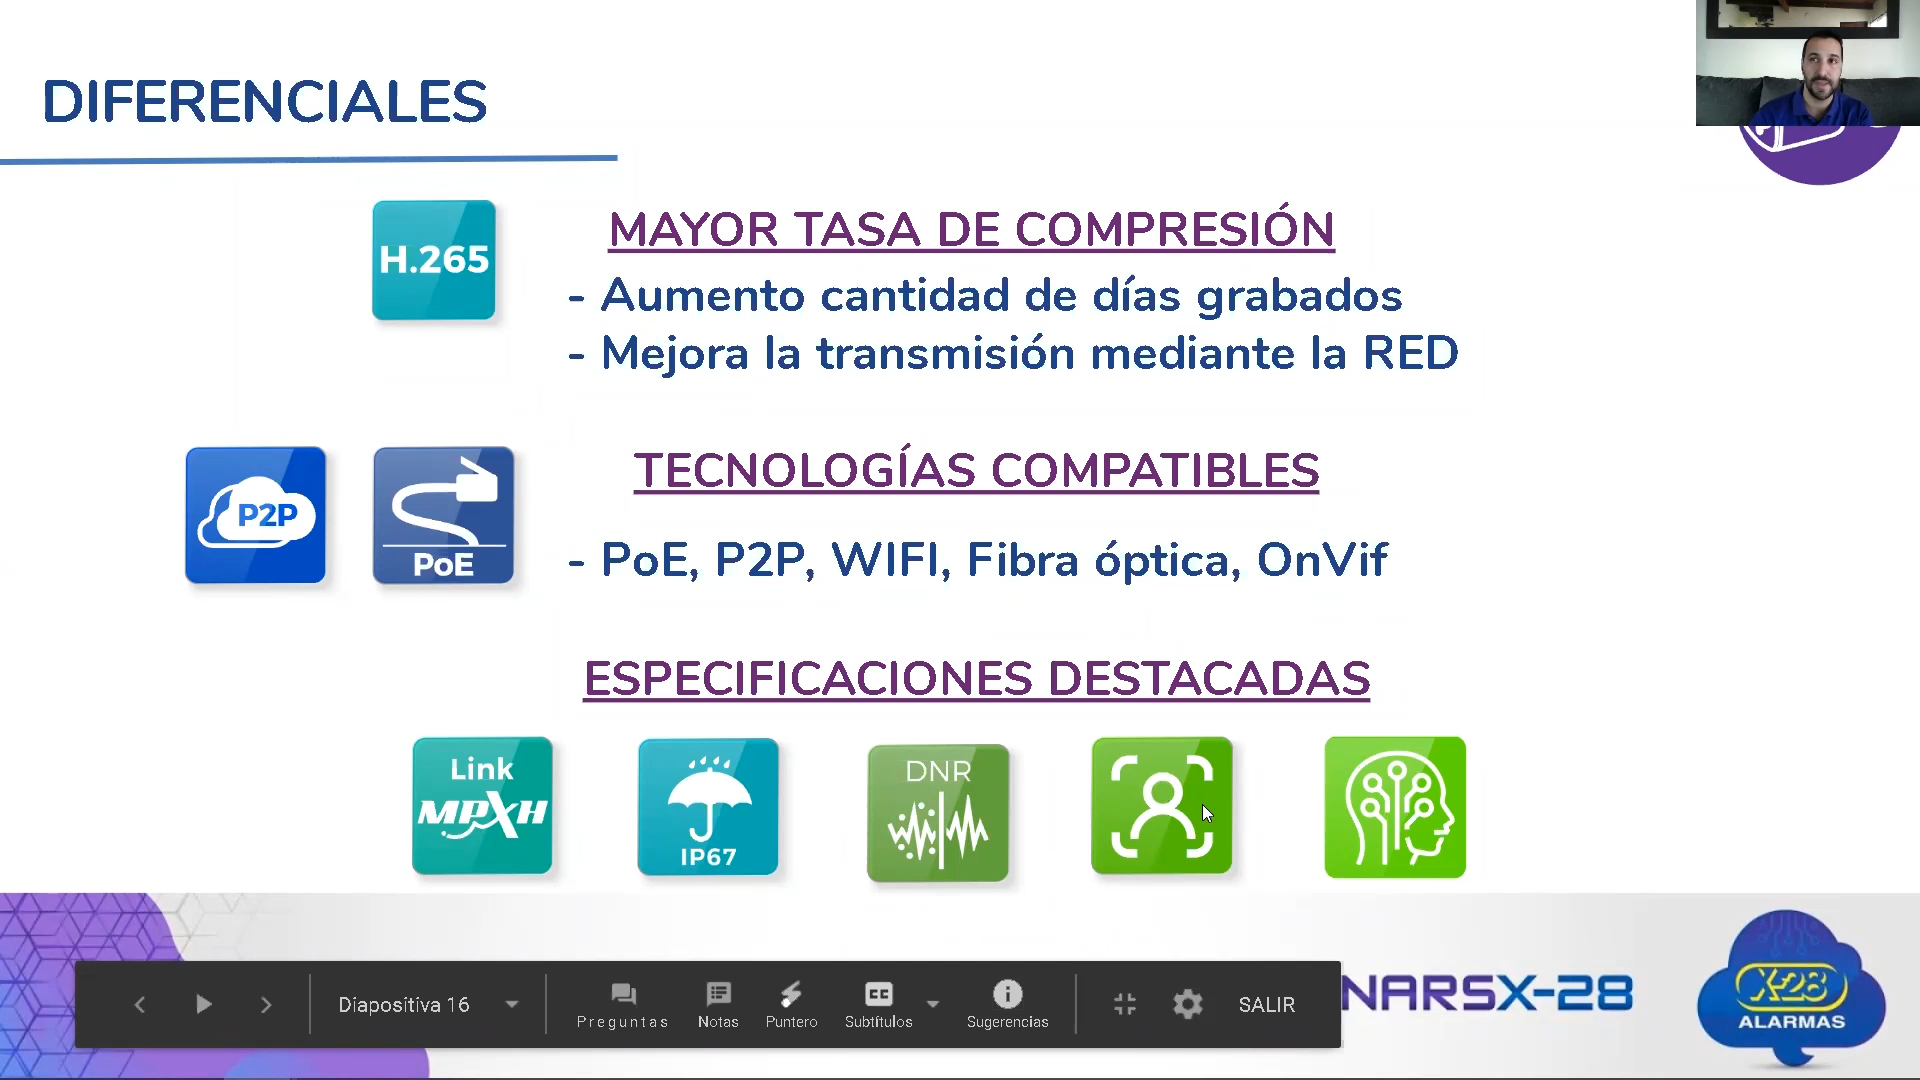 DIFERENCIALES
H.265
MAYOR TASA DE COMPRESIÓN
- Aumento cantidad de días grabados
- Mejora la transmisión mediante la RED
P2P
PoE
TECNOLOGÍAS COMPATIBLES
- PoE, P2P, WIFI, Fibra óptica, OnVif
ESPECIFICACIONES DESTACADAS
Link
MPXH
IP67
DNR
Diapositiva 16
Preguntas
Notas
Puntero
CC
Subtítulos
Sugerencias
SALIR
NARSX-28
X-28
ALARMAS